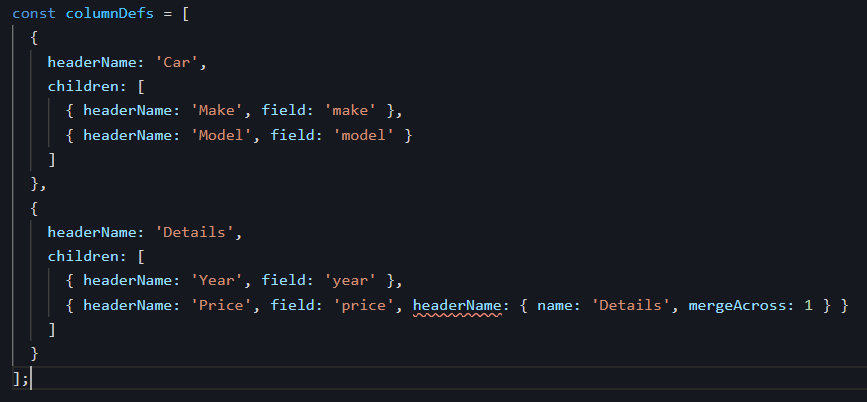 const columnDefs = [
  {
    headerName: 'Car',
    children: [
      { headerName: 'Make', field: 'make' },
      { headerName: 'Model', field: 'model' }
    ]
  },
  {
    headerName: 'Details',
    children: [
      { headerName: 'Year', field: 'year' },
      { headerName: 'Price', field: 'price', headerName: { name: 'Details', mergeAcross: 1 } }
    ]
  }
];